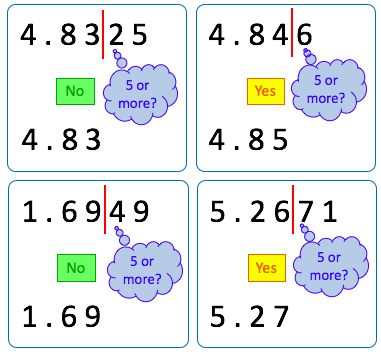 4.8325
5 or
more?
No
4.83
4.846
5 or
more?
Yes
4.85
1.6949
5 or
more?
No
1.69
5.2671
5 or
more?
Yes
5.27